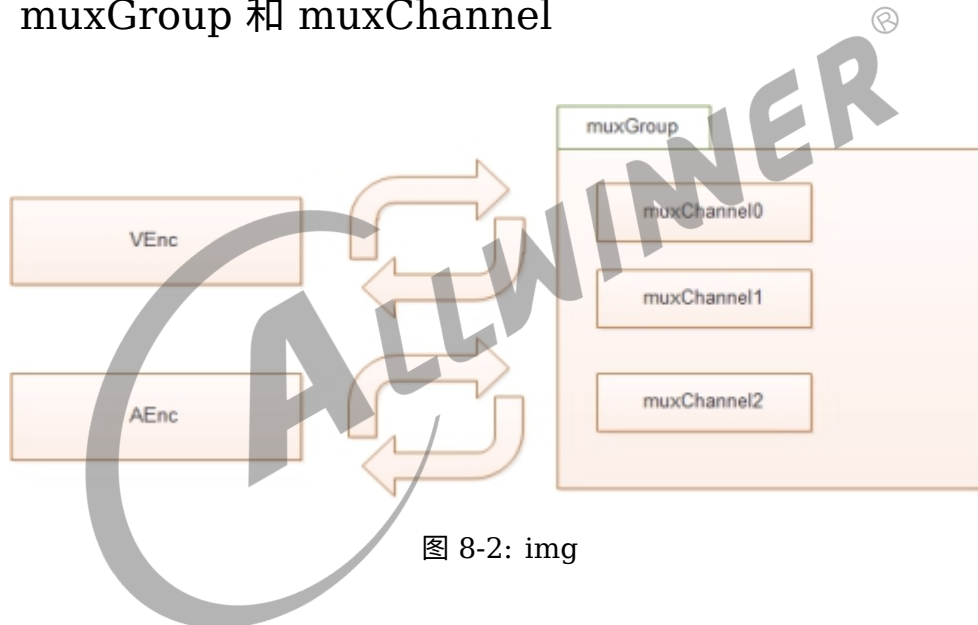 muxGroup 和 muxChannel
muxGroup
muxChannel0
VEnc
muxChannel1
AEnc
muxChannel2
ALLWINNER®
图 8-2: img